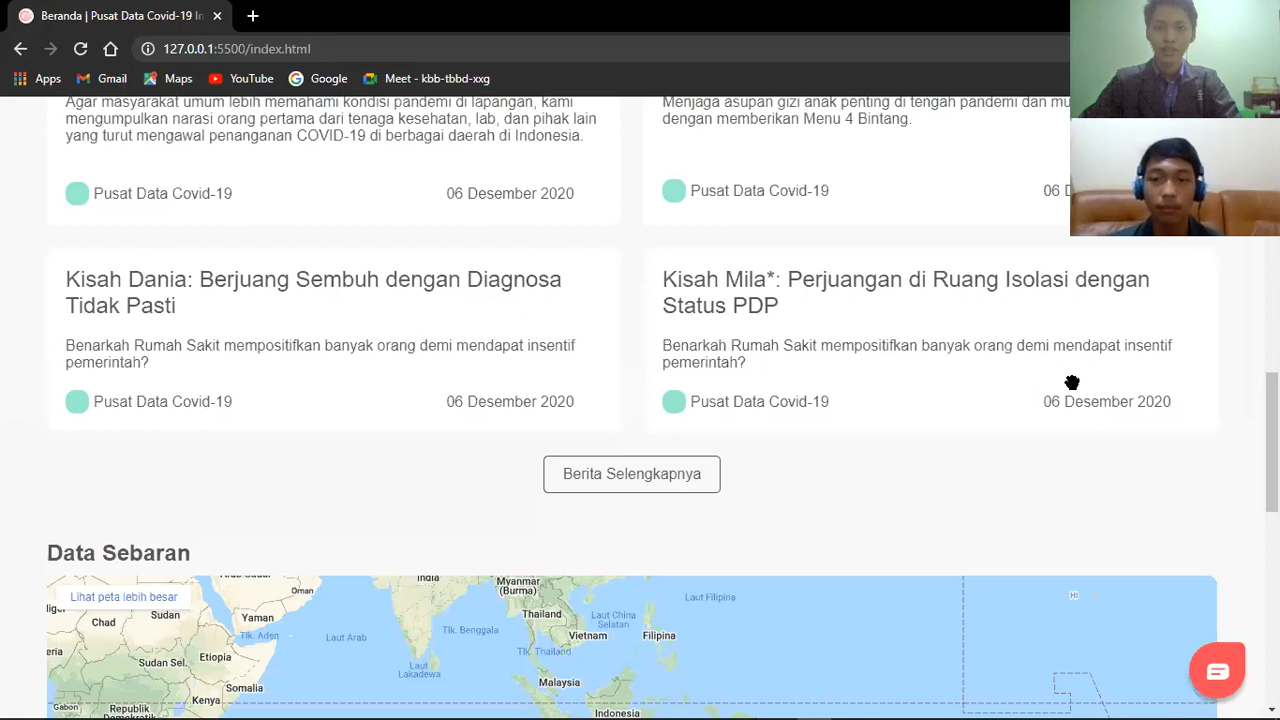 Beranda | Pusat Data Covid-19 I
127.0.0.1:5500/index.html
Apps
Gmail
Maps
YouTube
Google
Meet - kbb-tbbd-xxg
Agar masyarakat umum lebih memahami kondisi pandemi di lapangan, kami
mengumpulkan narasi orang pertama dari tenaga kesehatan, lab, dan pihak lain
yang turut mengawal penanganan COVID-19 di berbagai daerah di Indonesia.
Pusat Data Covid-19
06 Desember 2020
Menjaga asupan gizi anak penting di tengah pandemi dan
dengan memberikan Menu 4 Bintang.
Pusat Data Covid-19
06
Kisah Dania: Berjuang Sembuh dengan Diagnosa
Tidak Pasti
Benarkah Rumah Sakit mempositifkan banyak orang demi mendapat insentif
pemerintah?
Pusat Data Covid-19
06 Desember 2020
Kisah Mila*: Perjuangan di Ruang Isolasi dengan
Status PDP
Benarkah Rumah Sakit mempositifkan banyak orang demi mendapat insentif
pemerintah?
Pusat Data Covid-19
06 Desember 2020
Berita Selengkapnya
Data Sebaran
Lihat peta lebih besar
Oman
India
Myanmar
(Burma)
Laut Filipina
HI
Chad
Sudan
Yaman
Thailand
Laut China
Selatan
Tlk. Aden
Laut Arab
Tlk. Benggala
Vietnam
Filipina
Sudan Sel.
Etiopia
Laut
Lakadewa
Tlk. Thailand
Somalia
Malaysia
Kenya
Gabon
Republik
Demokratik
Indonesia